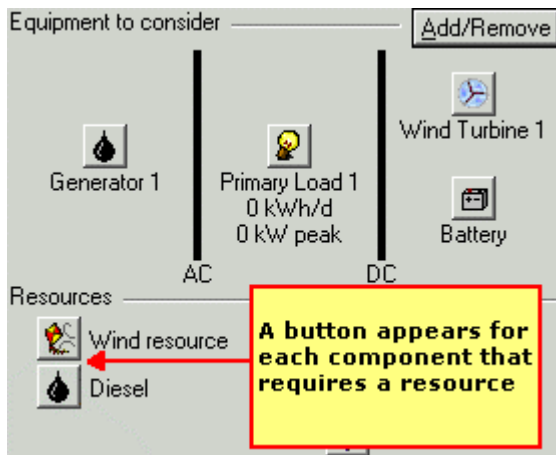 Equipment to consider
Add/Remove
Wind Turbine 1
Generator 1
Primary Load 1
0 kWh/d
0 kW peak
Battery
AC
DC
Resources
Wind resource
Diesel
A button appears for
each component that
requires a resource